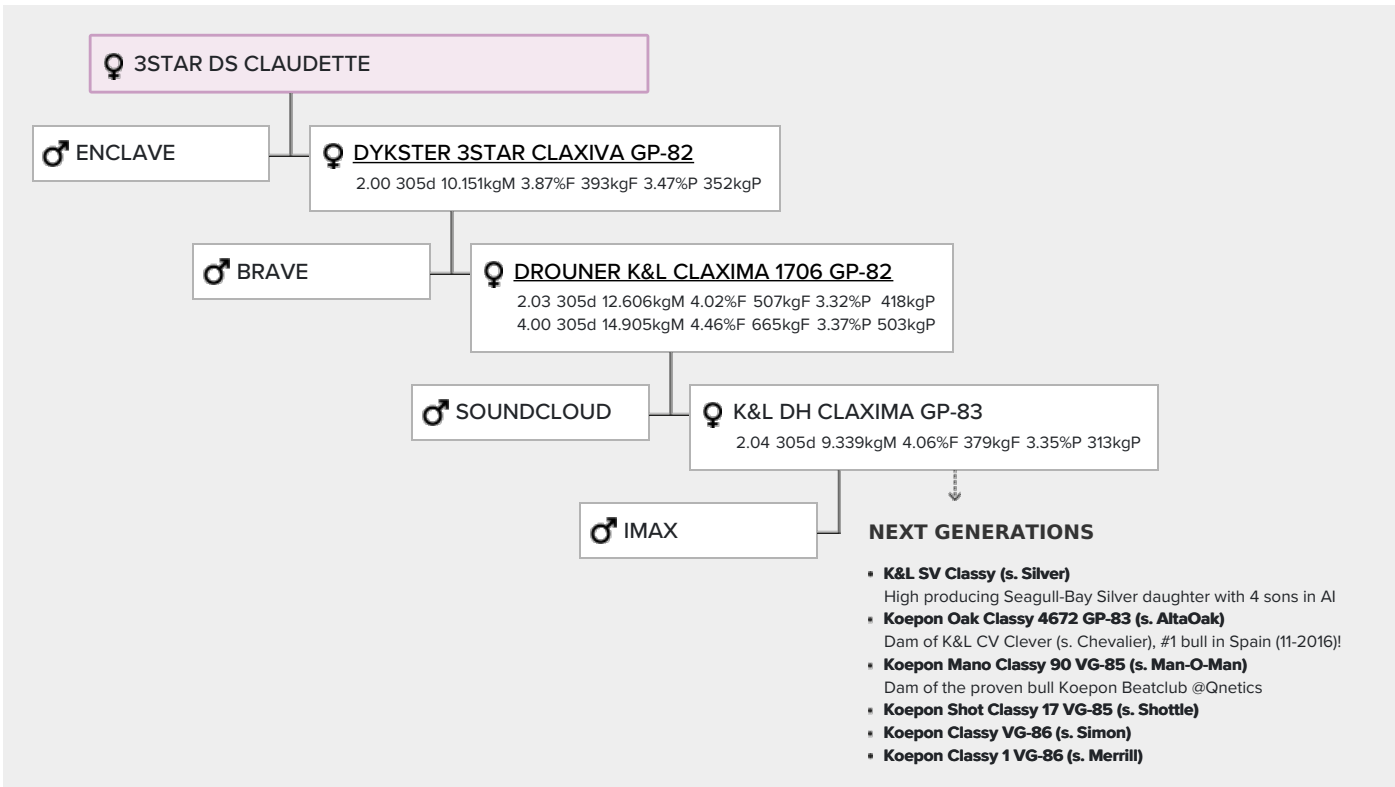 3STAR DS CLAUDETTE
ENCLAVE
DYKSTER 3STAR CLAXIVA GP-82
2.00 305d 10.151kgM 3.87%F 393kgF 3.47%P 352kgP
BRAVE
DROUNER K&L CLAXIMA 1706 GP-82
2.03 305d 12.606kgM 4.02%F 507kgF 3.32%P 418kgP
4.00 305d 14.905kgM 4.46%F 665kgF 3.37%P 503kgP
SOUNDCLOUD
K&L DH CLAXIMA GP-83
2.04 305d 9.339kgM 4.06%F 379kgF 3.35%P 313kgP
IMAX
NEXT GENERATIONS
K&L SV Classy (s. Silver)
High producing Seagull-Bay Silver daughter with 4 sons in AI
Koepon Oak Classy 4672 GP-83 (s. AltaOak)
Dam of K&L CV Clever (s. Chevalier), #1 bull in Spain (11-2016)!
Koepon Mano Classy 90 VG-85 (s. Man-O-Man)
Dam of the proven bull Koepon Beatclub @Qnetics
Koepon Shot Classy 17 VG-85 (s. Shottle)
Koepon Classy VG-86 (s. Simon)
Koepon Classy 1 VG-86 (s. Merrill)